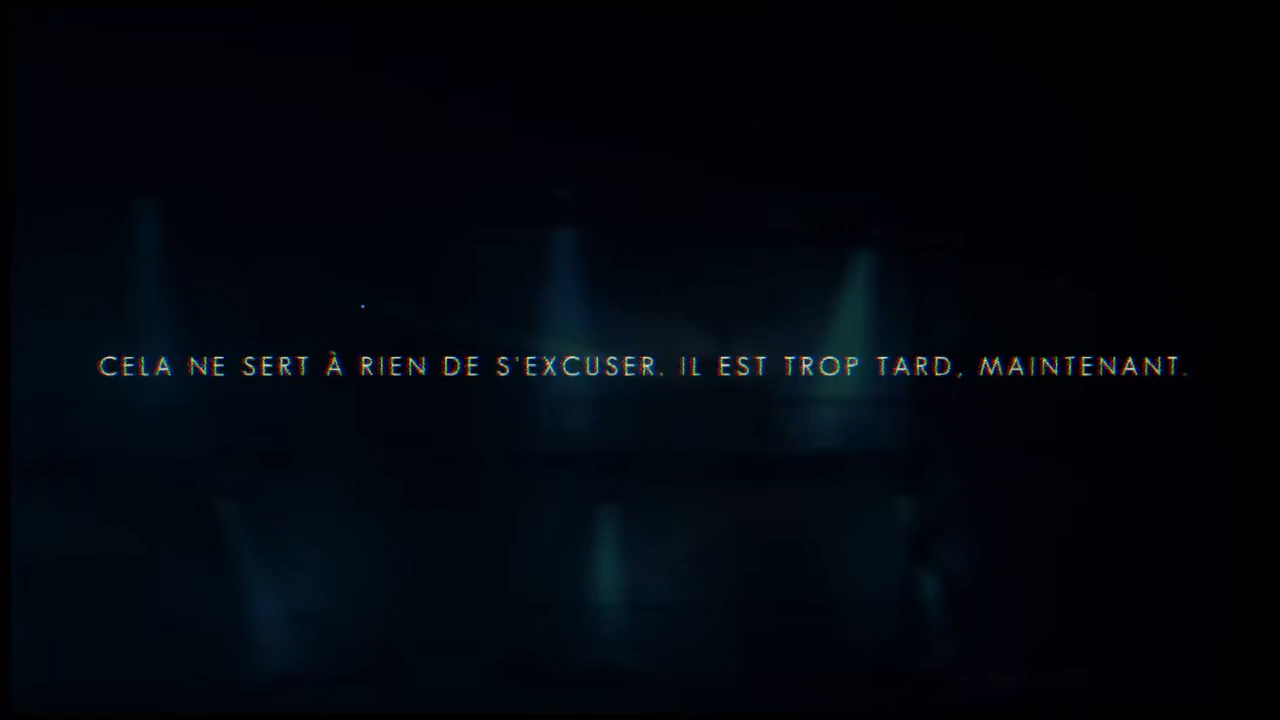 CELA NE SERT À RIEN DE S'EXCUSER. IL EST TROP TARD, MAINTENANT.